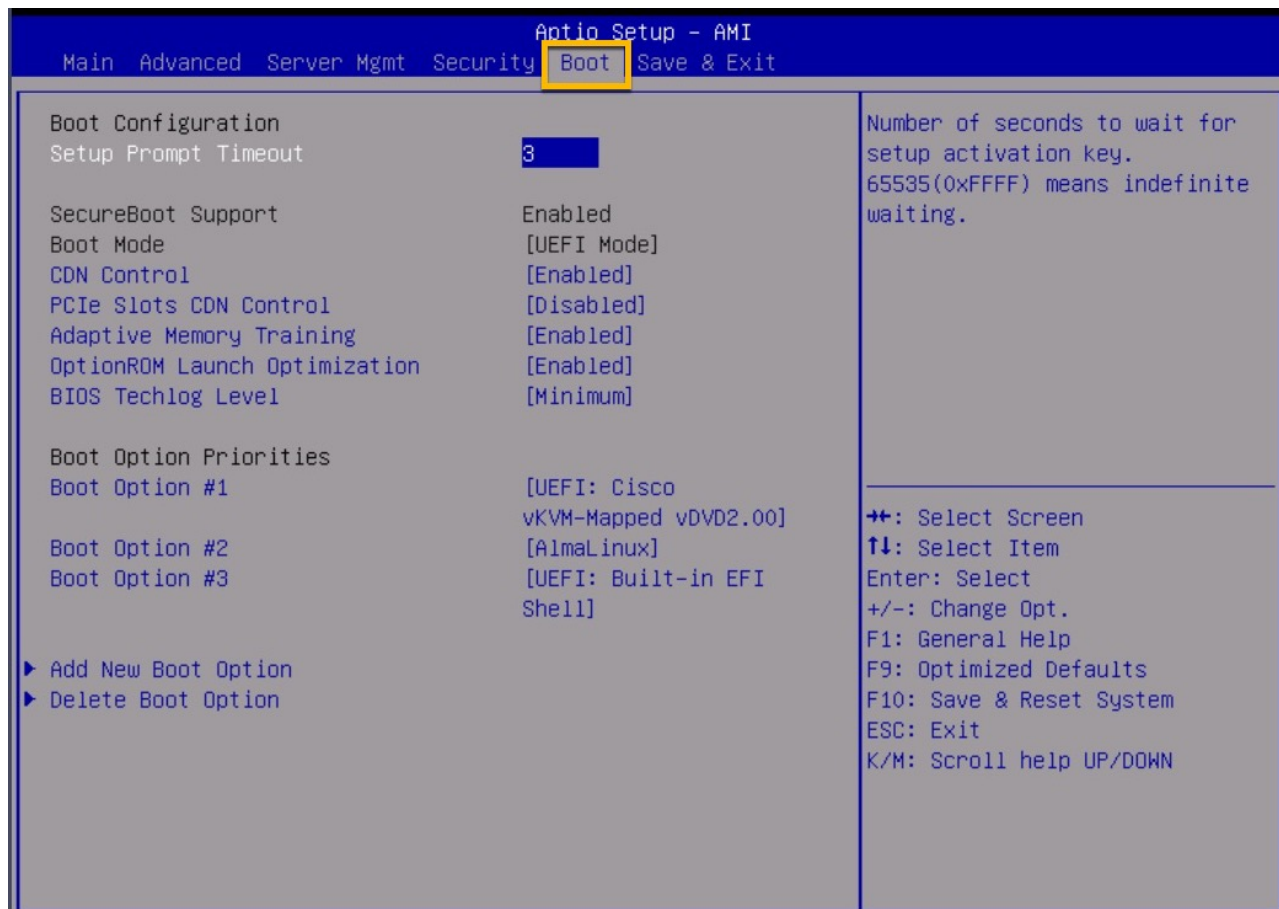 Aptio Setup – AMI
Main Advanced Server Mgmt Security Boot Save & Exit
Boot Configuration
Setup Prompt Timeout 3
SecureBoot Support Enabled
Boot Mode [UEFI Mode]
CDN Control [Enabled]
PCIe Slots CDN Control [Disabled]
Adaptive Memory Training [Enabled]
OptionROM Launch Optimization [Enabled]
BIOS Techlog Level [Minimum]
Boot Option Priorities
Boot Option #1 [UEFI: Cisco
vKVM-Mapped vDVD2.00]
Boot Option #2 [AlmaLinux]
Boot Option #3 [UEFI: Built-in EFI
Shell]
Add New Boot Option
Delete Boot Option
Number of seconds to wait for
setup activation key.
65535(0xFFFF) means indefinite
waiting.
→←: Select Screen
↑↓: Select Item
Enter: Select
+/-: Change Opt.
F1: General Help
F9: Optimized Defaults
F10: Save & Reset System
ESC: Exit
K/M: Scroll help UP/DOWN